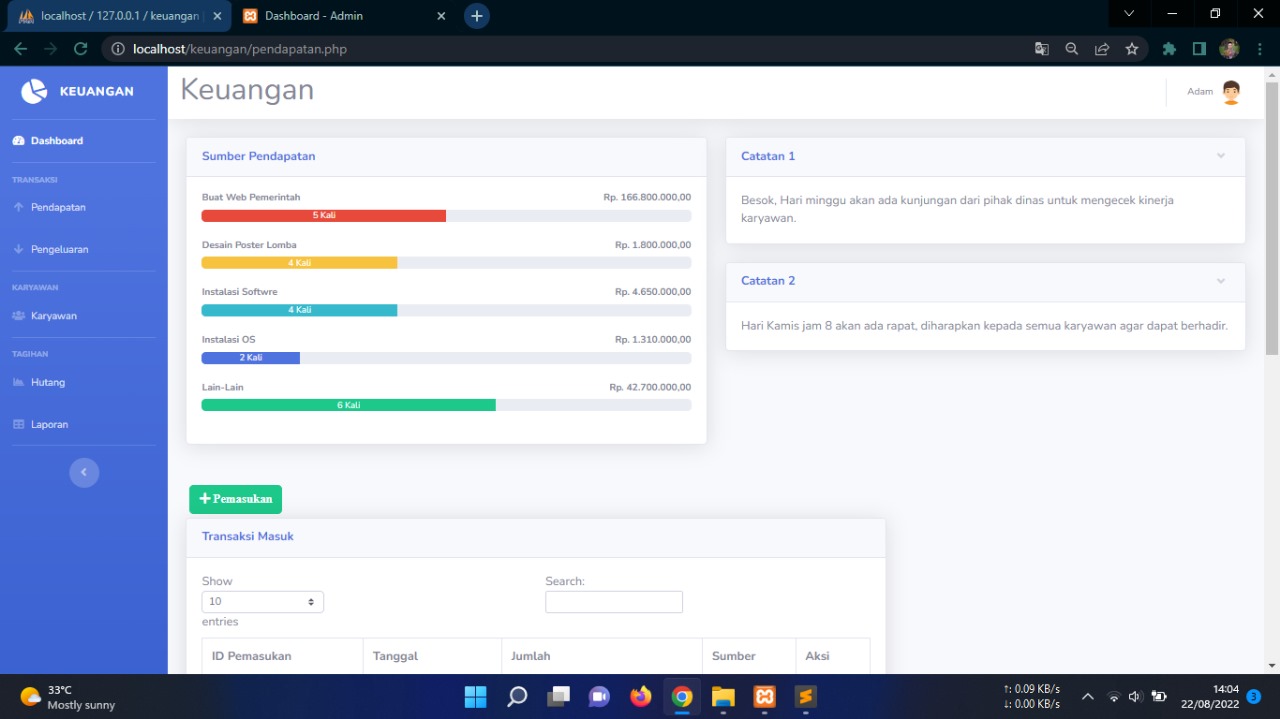 localhost / 127.0.0.1 / keuangan
Dashboard - Admin
localhost/keuangan/pendapatan.php
KEUANGAN
Keuangan
Adam
Dashboard
TRANSAKSI
Pendapatan
Pengeluaran
KARYAWAN
Karyawan
TAGIHAN
Hutang
Laporan
Sumber Pendapatan
Buat Web Pemerintah Rp. 166.800.000,00
5 Kali
Desain Poster Lomba Rp. 1.800.000,00
4 Kali
Instalasi Softwre Rp. 4.650.000,00
4 Kali
Instalasi OS Rp. 1.310.000,00
2 Kali
Lain-Lain Rp. 42.700.000,00
6 Kali
Catatan 1
Besok, Hari minggu akan ada kunjungan dari pihak dinas untuk mengecek kinerja
karyawan.
Catatan 2
Hari Kamis jam 8 akan ada rapat, diharapkan kepada semua karyawan agar dapat berhadir.
Pemasukan
Transaksi Masuk
Show
10
entries
Search:
ID Pemasukan Tanggal Jumlah Sumber Aksi
33°C
Mostly sunny
↑: 0.09 KB/s
↓: 0.00 KB/s
14:04
22/08/2022
3